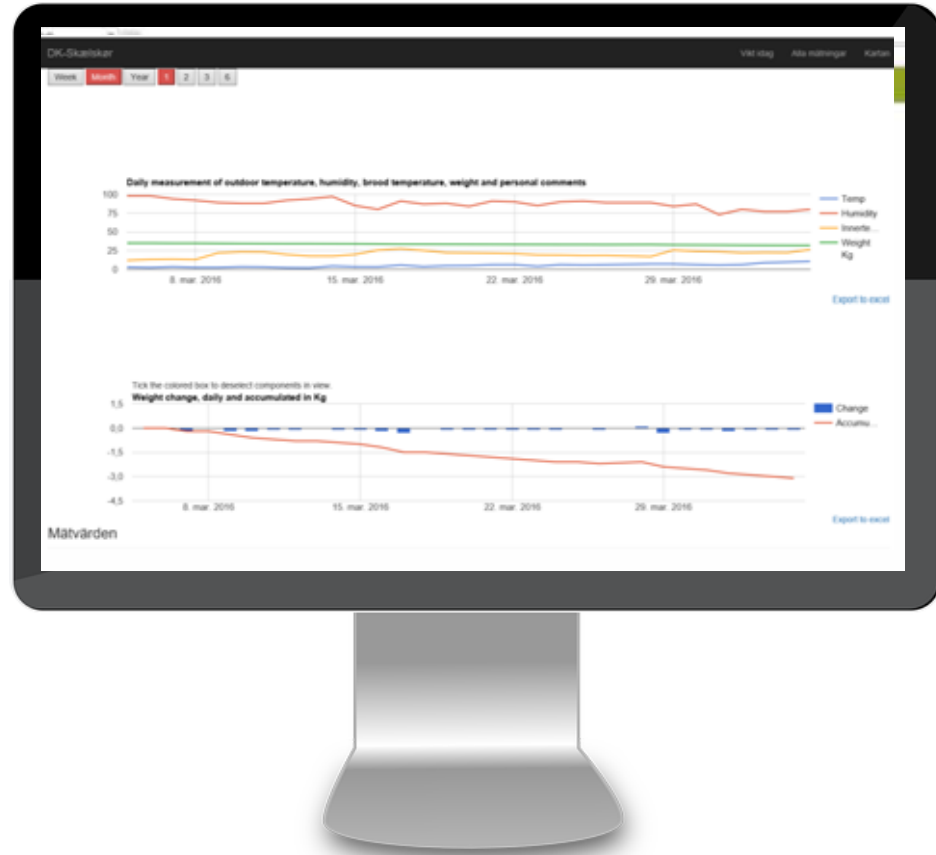 DK-Skælskør
Vikt idag Alla mätningar Kartan
Week Month Year 1 2 3 6
Daily measurement of outdoor temperature, humidity, brood temperature, weight and personal comments
100
75
50
25
0
8. mar. 2016 15. mar. 2016 22. mar. 2016 29. mar. 2016
Temp
Humidity
Innerte...
Weight
Kg
Export to excel
Tick the colored box to deselect components in view.
Weight change, daily and accumulated in Kg
1,5
0,0
-1,5
-3,0
-4,5
8. mar. 2016 15. mar. 2016 22. mar. 2016 29. mar. 2016
Change
Accumu...
Export to excel
Mätvärden